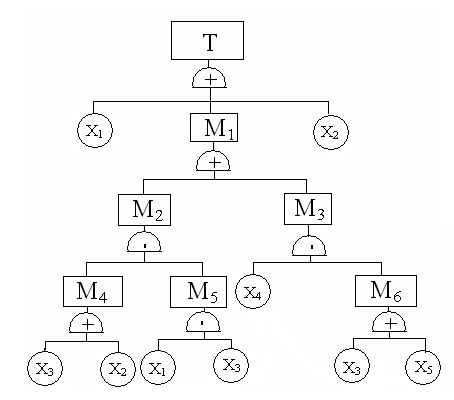 T
+
X₁ M₁ X₂
+
M₂ M₃
· ·
M₄ M₅ X₄ M₆
+ · +
X₃ X₂ X₁ X₃ X₃ X₅